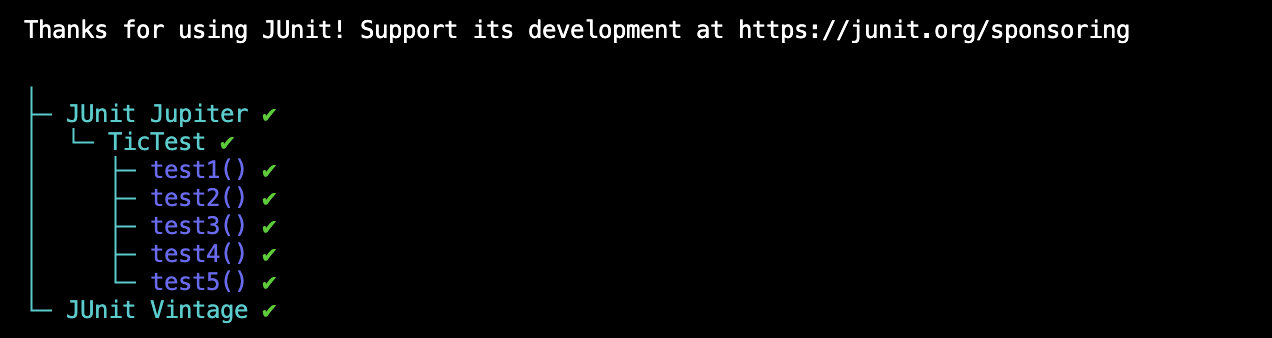 Thanks for using JUnit! Support its development at https://junit.org/sponsoring
JUnit Jupiter ✔
TicTest ✔
test1() ✔
test2() ✔
test3() ✔
test4() ✔
test5() ✔
JUnit Vintage ✔